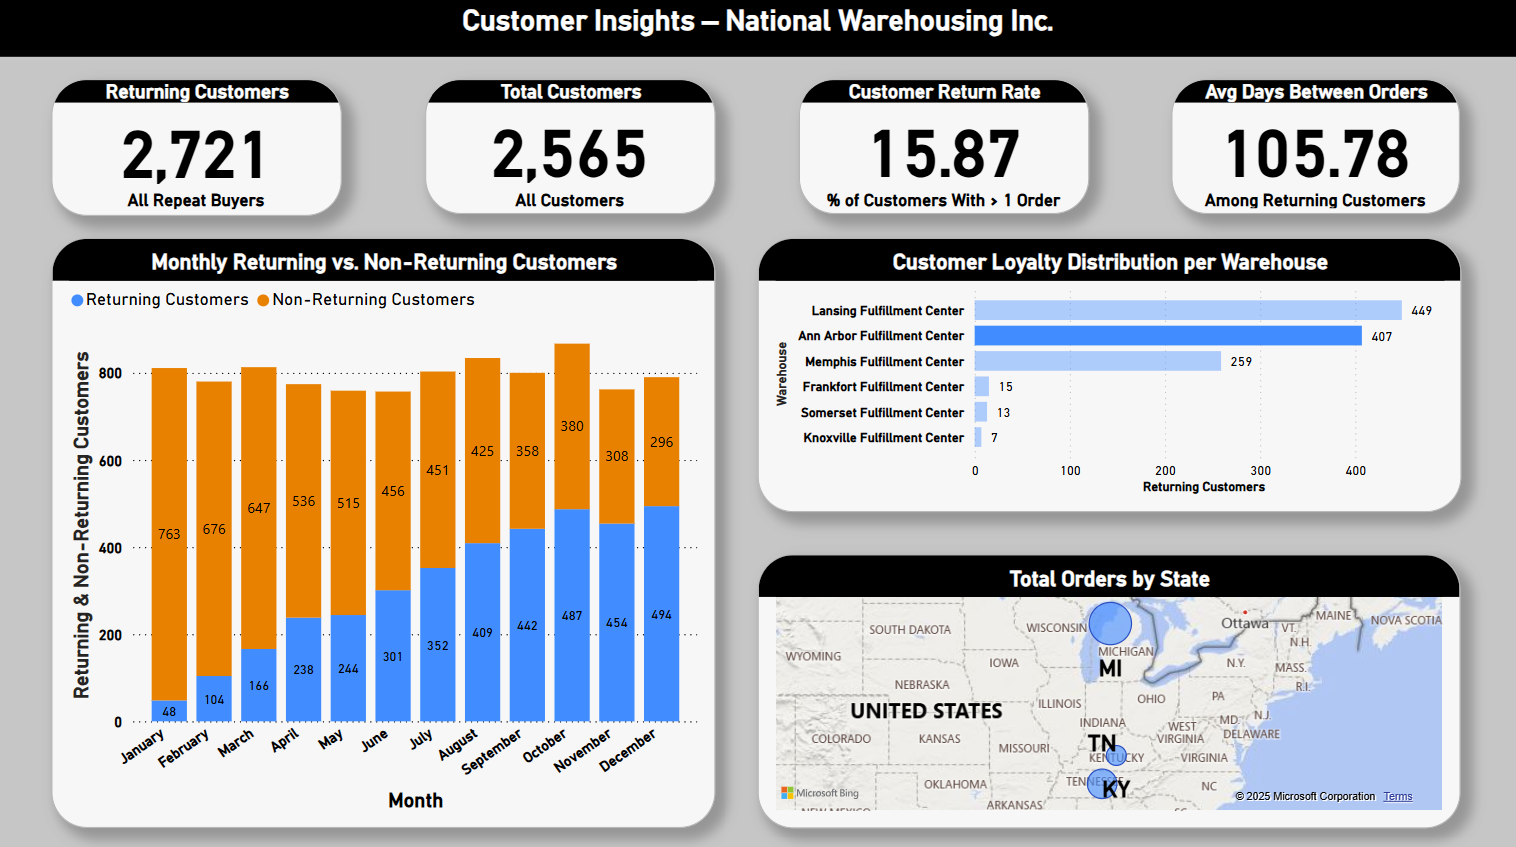 Customer Insights – National Warehousing Inc.
Returning Customers
2,721
All Repeat Buyers
Total Customers
2,565
All Customers
Customer Return Rate
15.87
% of Customers With > 1 Order
Avg Days Between Orders
105.78
Among Returning Customers
Monthly Returning vs. Non-Returning Customers
Returning Customers
Non-Returning Customers
Returning & Non-Returning Customers
800
600
400
200
0
763
676
647
536
515
456
451
425
358
380
308
296
48
104
166
238
244
301
352
409
442
487
454
494
January
February
March
April
May
June
July
August
September
October
November
December
Month
Customer Loyalty Distribution per Warehouse
Warehouse
Lansing Fulfillment Center 449
Ann Arbor Fulfillment Center 407
Memphis Fulfillment Center 259
Frankfort Fulfillment Center 15
Somerset Fulfillment Center 13
Knoxville Fulfillment Center 7
0 100 200 300 400
Returning Customers
Total Orders by State
SOUTH DAKOTA
WISCONSIN
Ottawa
VT.
MAINE
NOVA SCOTIA
N.H.
WYOMING
IOWA
MICHIGAN
MI
N.Y.
MASS.
NEBRASKA
R.I.
ILLINOIS
OHIO
PA
UNITED STATES
INDIANA
MD.
N.J.
WEST
VIRGINIA
DELAWARE
COLORADO
KANSAS
MISSOURI
TN
KENTUCKY
VIRGINIA
OKLAHOMA
TENNESSEE
KY
NC
Microsoft Bing
ARKANSAS
© 2025 Microsoft Corporation Terms
NEW MEXICO